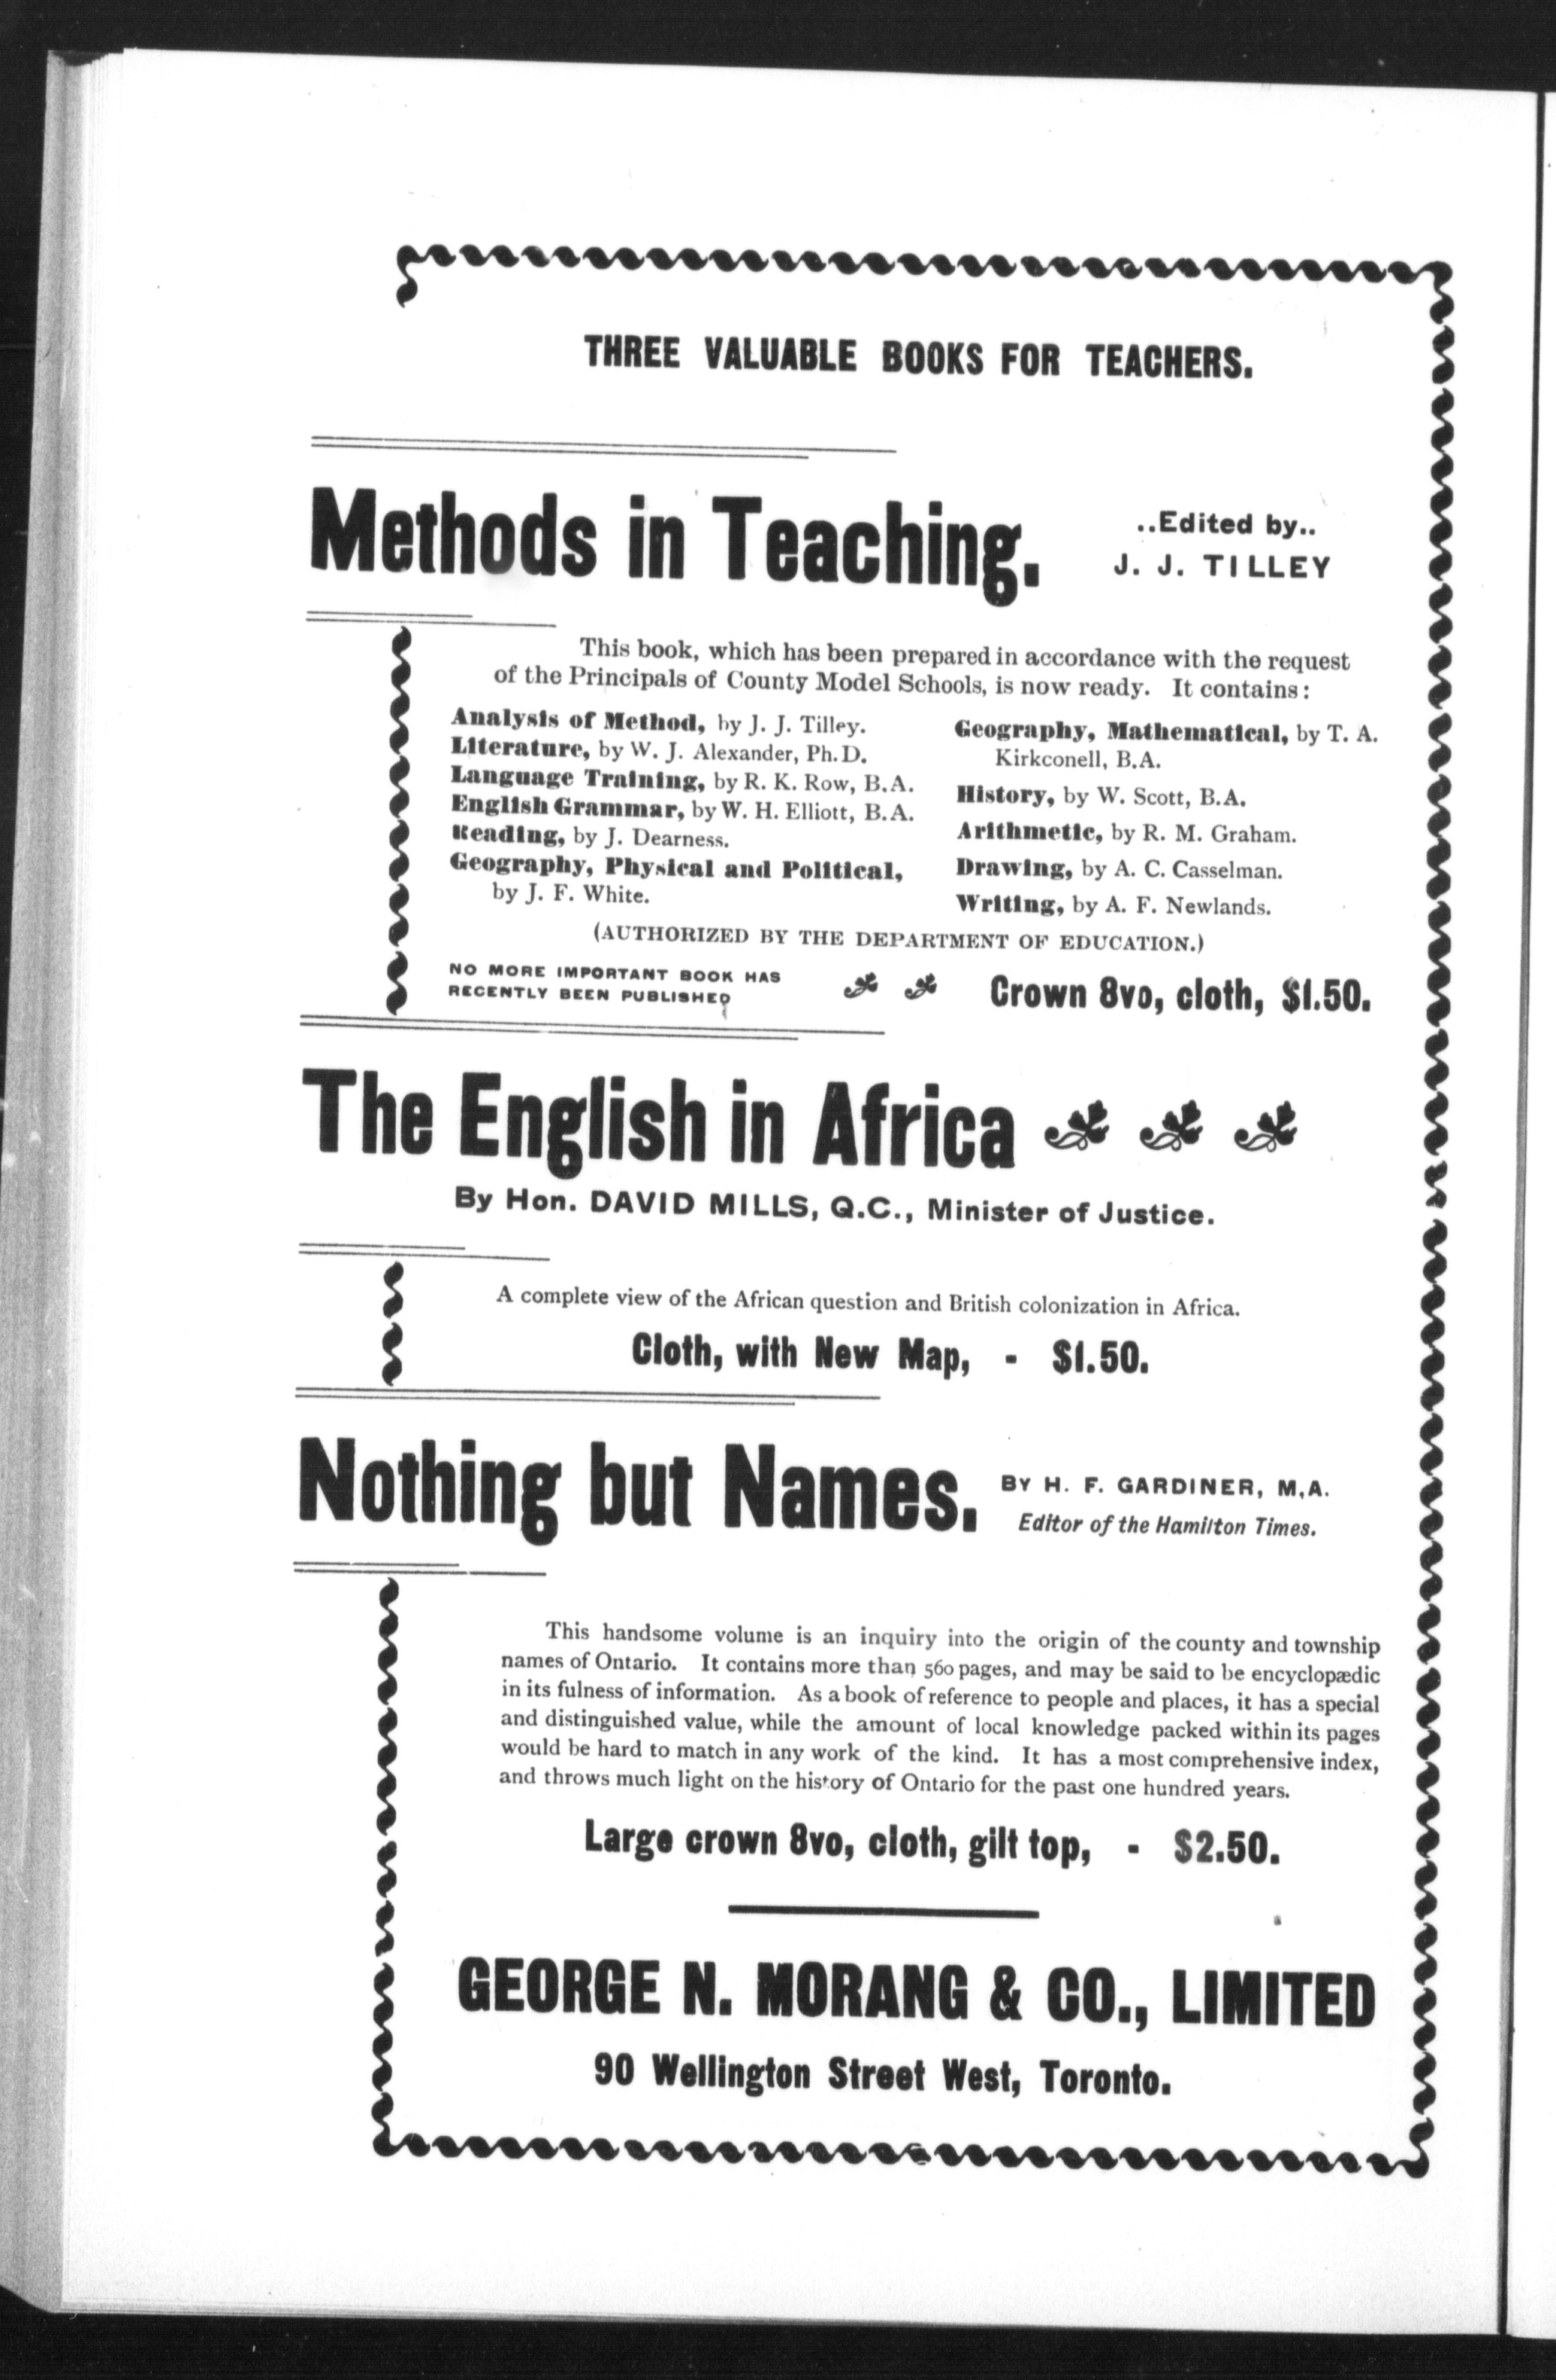 THREE VALUABLE BOOKS FOR TEACHERS.
Methods in Teaching.
..Edited by..
J. J. TILLEY
This book, which has been prepared in accordance with the request
of the Principals of County Model Schools, is now ready. It contains:
Analysis of Method, by J. J. Tilley.
Literature, by W. J. Alexander, Ph.D.
Language Training, by R. K. Row, B.A.
English Grammar, by W. H. Elliott, B.A.
Reading, by J. Dearness.
Geography, Physical and Political,
by J. F. White.
Geography, Mathematical, by T. A.
Kirkconell, B.A.
History, by W. Scott, B.A.
Arithmetic, by R. M. Graham.
Drawing, by A. C. Casselman.
Writing, by A. F. Newlands.
(AUTHORIZED BY THE DEPARTMENT OF EDUCATION.)
NO MORE IMPORTANT BOOK HAS
RECENTLY BEEN PUBLISHED
Crown 8vo, cloth, $1.50.
The English in Africa
By Hon. DAVID MILLS, Q.C., Minister of Justice.
A complete view of the African question and British colonization in Africa.
Cloth, with New Map, - $1.50.
Nothing but Names.
BY H. F. GARDINER, M.A.
Editor of the Hamilton Times.
This handsome volume is an inquiry into the origin of the county and township
names of Ontario. It contains more than 560 pages, and may be said to be encyclopædic
in its fulness of information. As a book of reference to people and places, it has a special
and distinguished value, while the amount of local knowledge packed within its pages
would be hard to match in any work of the kind. It has a most comprehensive index,
and throws much light on the history of Ontario for the past one hundred years.
Large crown 8vo, cloth, gilt top, - $2.50.
GEORGE N. MORANG & CO., LIMITED
90 Wellington Street West, Toronto.